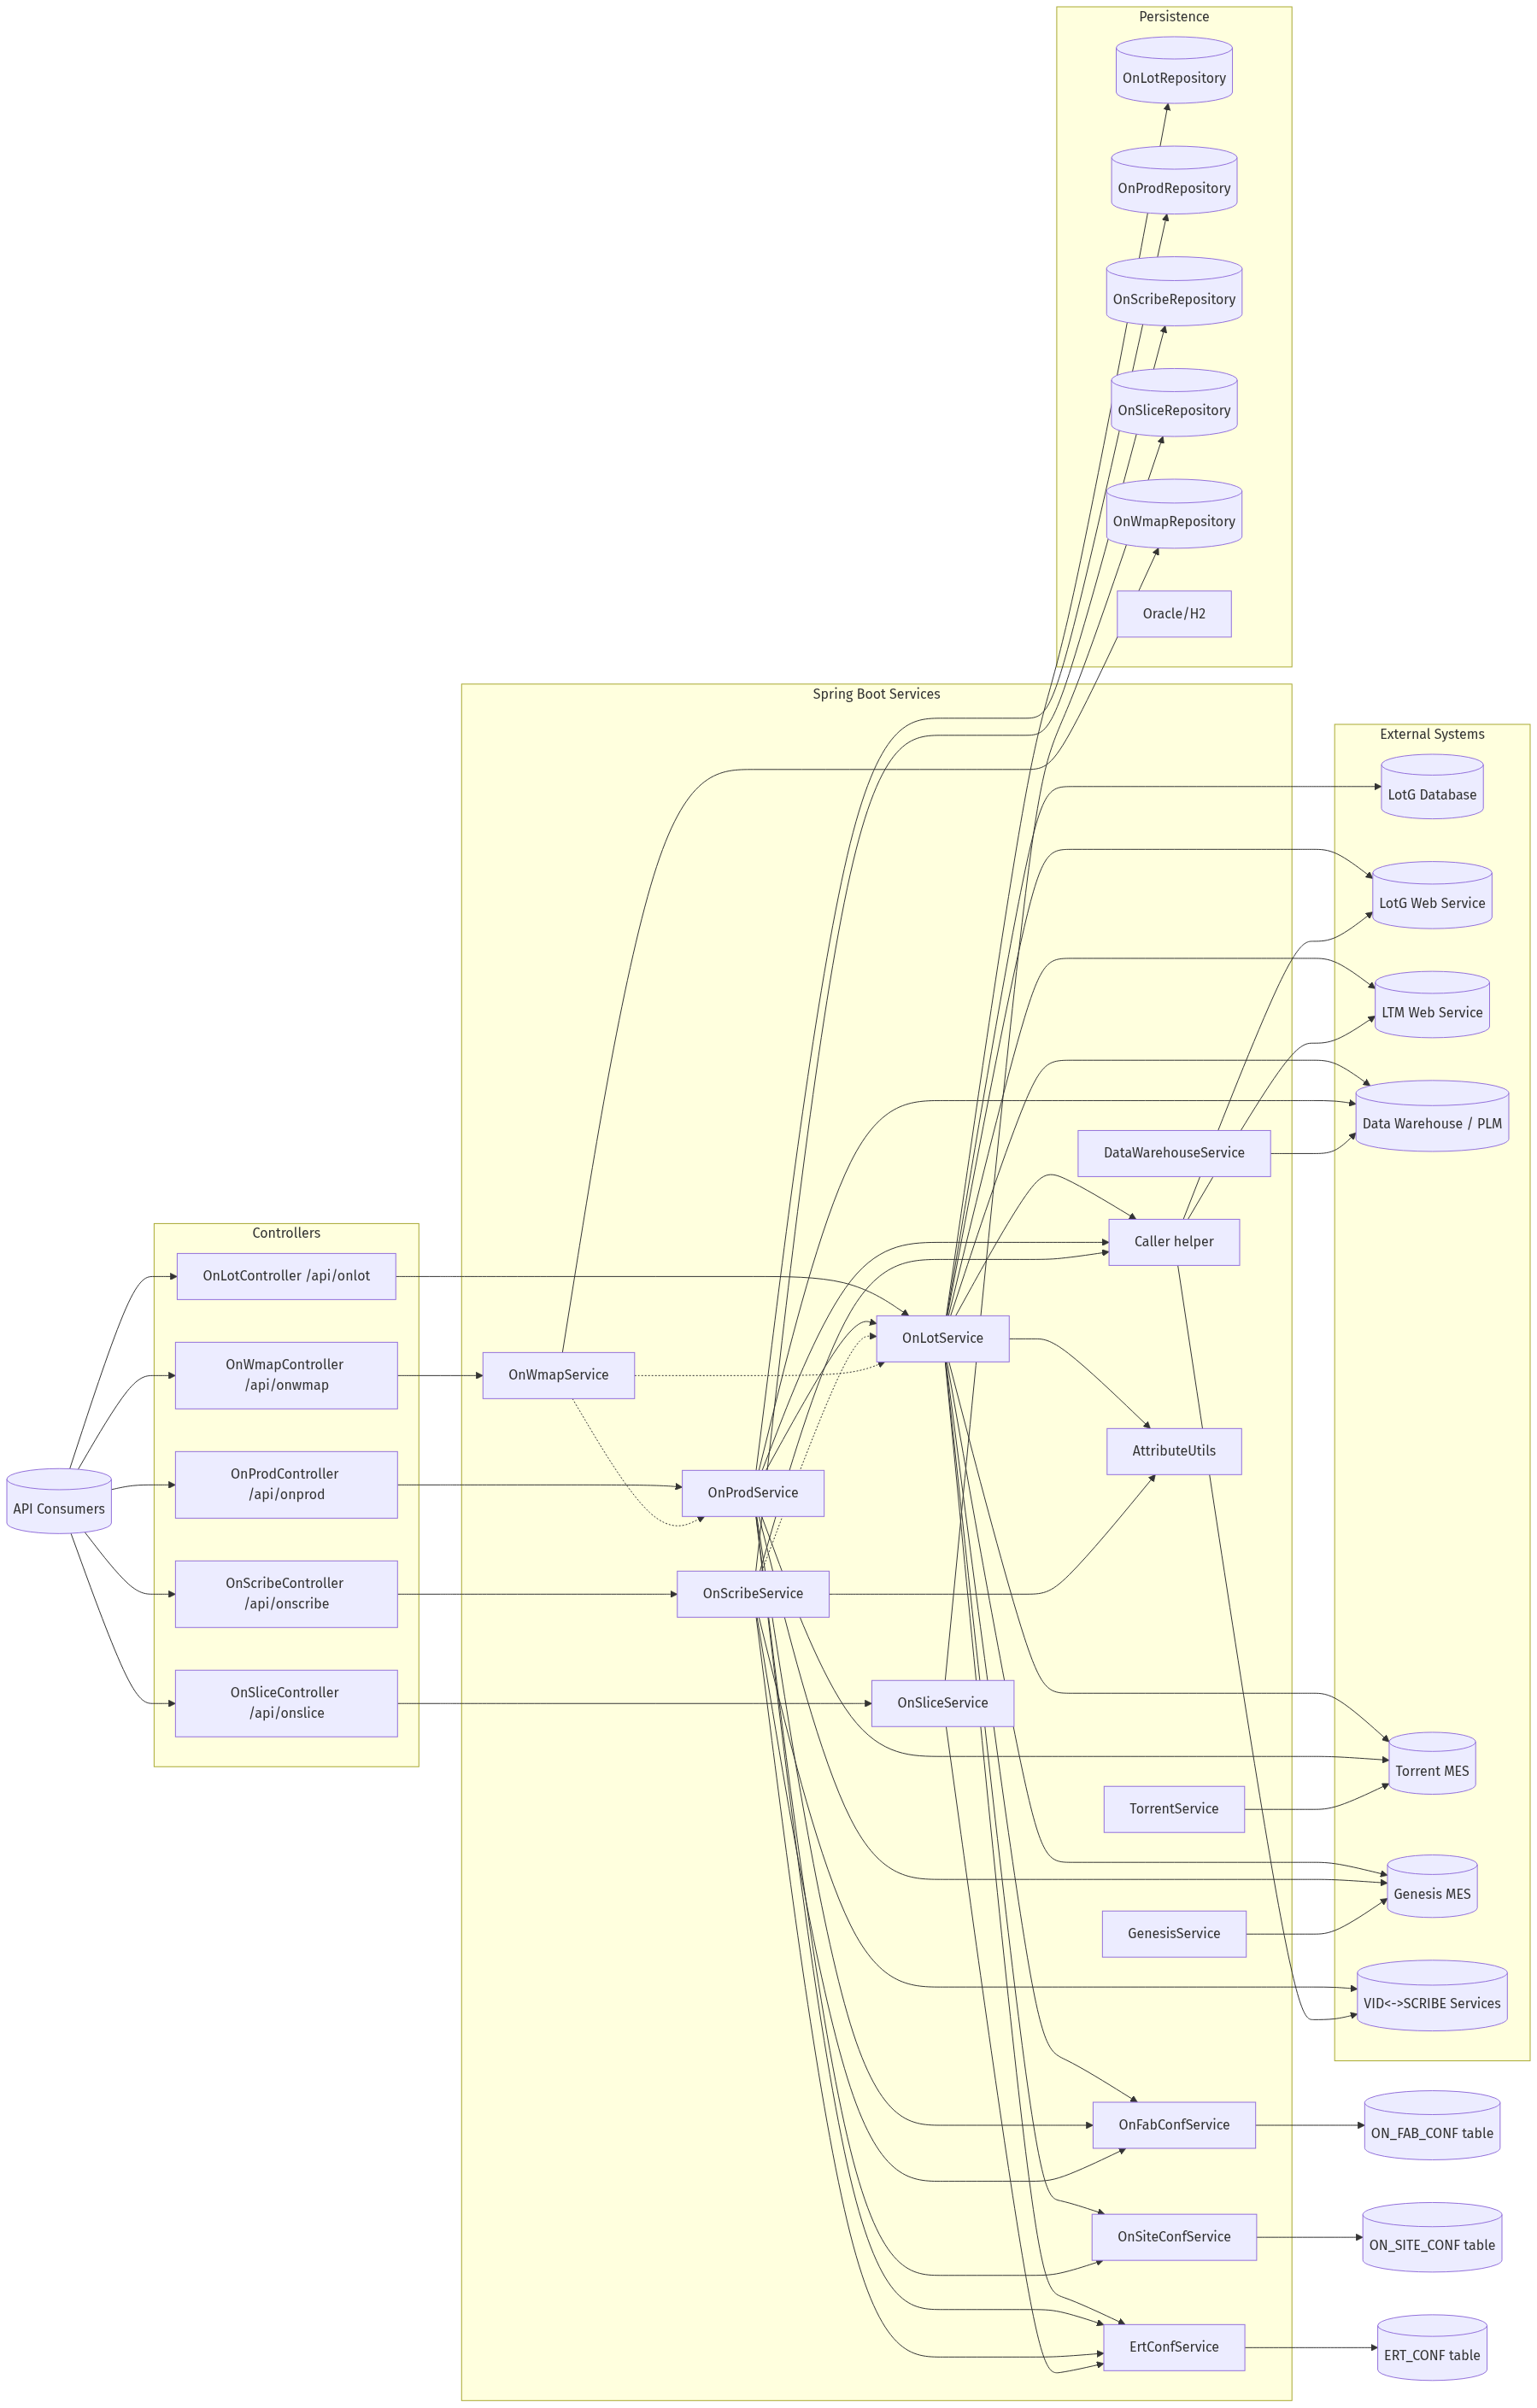 Persistence
OnLotRepository
OnProdRepository
OnScribeRepository
OnSliceRepository
OnWmapRepository
Oracle/H2
Spring Boot Services
External Systems
LotG Database
LotG Web Service
LTM Web Service
Data Warehouse / PLM
DataWarehouseService
Controllers
Caller helper
OnLotController /api/onlot
OnLotService
OnWmapController
/api/onwmap
OnWmapService
AttributeUtils
OnProdController
/api/onprod
OnProdService
API Consumers
OnScribeController
/api/onscribe
OnScribeService
OnSliceController
/api/onslice
OnSliceService
Torrent MES
TorrentService
Genesis MES
GenesisService
VID<->SCRIBE Services
OnFabConfService
ON_FAB_CONF table
OnSiteConfService
ON_SITE_CONF table
ErtConfService
ERT_CONF table